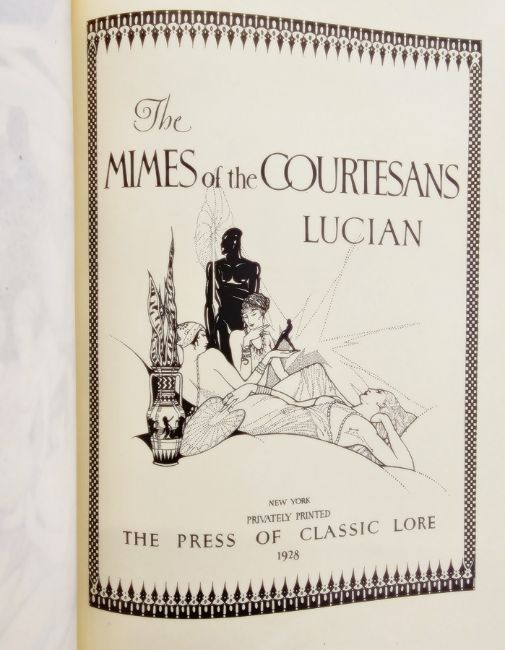 The
MIMES of the COURTESANS
LUCIAN
NEW YORK
PRIVATELY PRINTED
THE PRESS OF CLASSIC LORE
1928